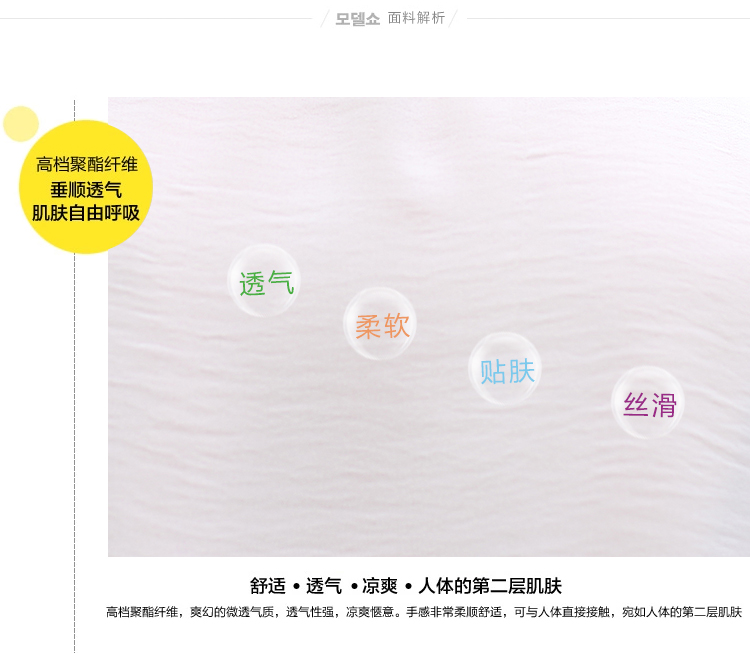 모델쇼 面料解析
高档聚酯纤维
垂顺透气
肌肤自由呼吸
透气
柔软
贴肤
丝滑
舒适 • 透气 • 凉爽 • 人体的第二层肌肤
高档聚酯纤维，爽幻的微透气质，透气性强，凉爽惬意。手感非常柔顺舒适，可与人体直接接触，宛如人体的第二层肌肤